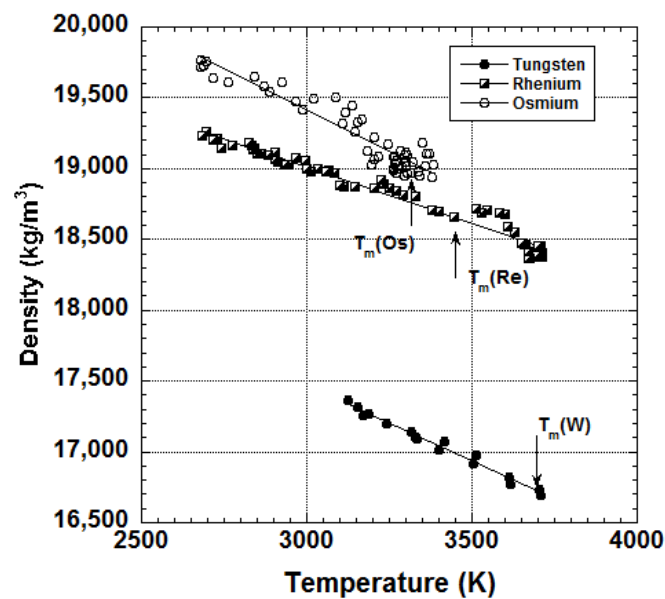 20,000
19,500
19,000
18,500
18,000
17,500
17,000
16,500
Density (kg/m³)
Tungsten
Rhenium
Osmium
Tm(Os)
Tm(Re)
Tm(W)
2500 3000 3500 4000
Temperature (K)